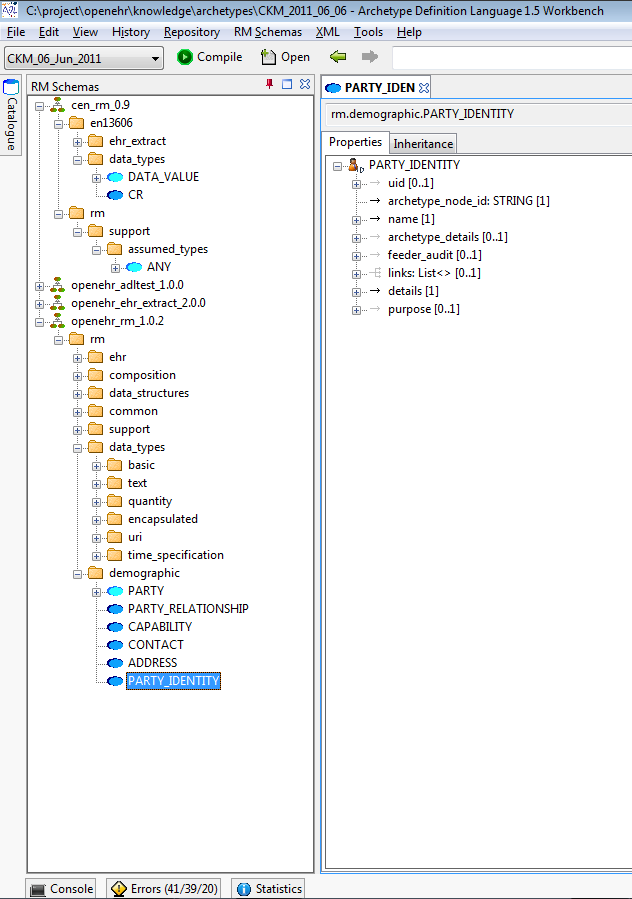 C:\project\openehr\knowledge\archetypes\CKM_2011_06_06 - Archetype Definition Language 1.5 Workbench
File Edit View History Repository RM Schemas XML Tools Help
CKM_06_Jun_2011 Compile Open
Catalogue
RM Schemas
cen_rm_0.9
en13606
ehr_extract
data_types
DATA_VALUE
CR
rm
support
assumed_types
ANY
openehr_adltest_1.0.0
openehr_ehr_extract_2.0.0
openehr_rm_1.0.2
rm
ehr
composition
data_structures
common
support
data_types
basic
text
quantity
encapsulated
uri
time_specification
demographic
PARTY
PARTY_RELATIONSHIP
CAPABILITY
CONTACT
ADDRESS
PARTY_IDENTITY
PARTY_IDEN
rm.demographic.PARTY_IDENTITY
Properties Inheritance
PARTY_IDENTITY
uid [0..1]
archetype_node_id: STRING [1]
name [1]
archetype_details [0..1]
feeder_audit [0..1]
links: List<> [0..1]
details [1]
purpose [0..1]
Console Errors (41/39/20) Statistics